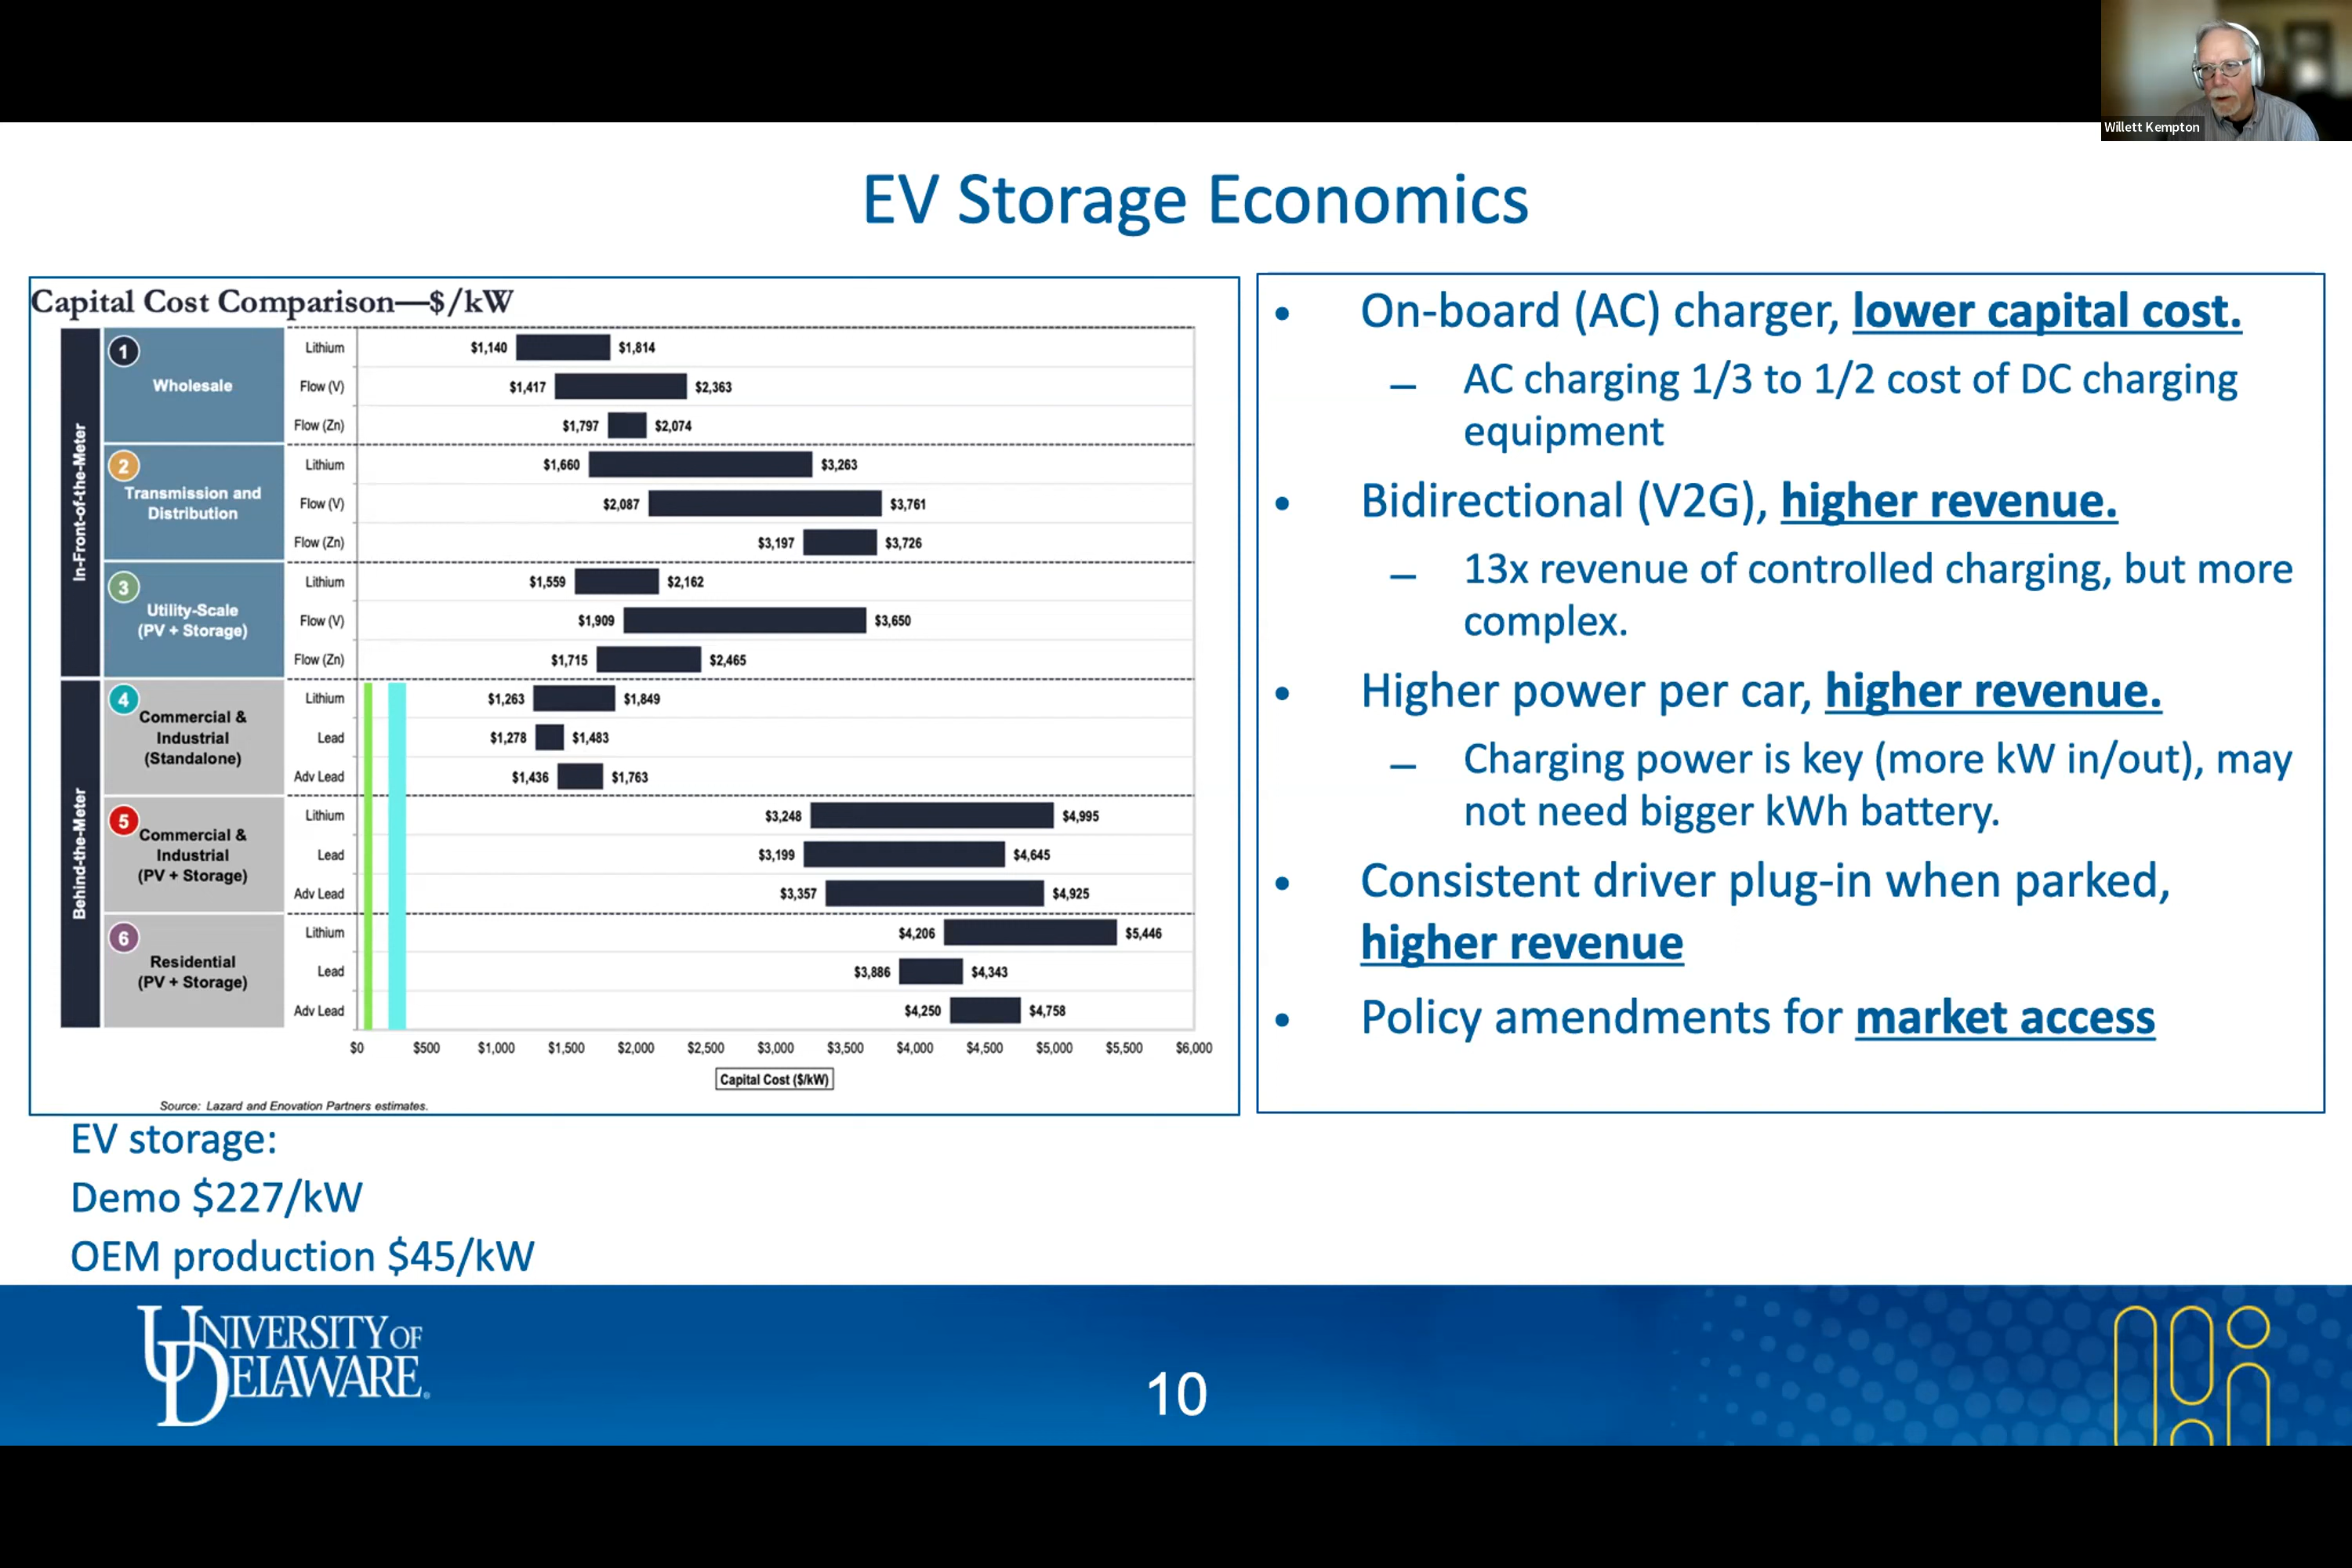 Willett Kempton
EV Storage Economics
Capital Cost Comparison—$/kW
In-Front-of-the-Meter
1
Wholesale
Lithium $1,140 $1,814
Flow (V) $1,417 $2,363
Flow (Zn) $1,797 $2,074
2
Transmission and
Distribution
Lithium $1,660 $3,263
Flow (V) $2,087 $3,761
Flow (Zn) $3,197 $3,726
3
Utility-Scale
(PV + Storage)
Lithium $1,559 $2,162
Flow (V) $1,909 $3,650
Flow (Zn) $1,715 $2,465
Behind-the-Meter
4
Commercial &
Industrial
(Standalone)
Lithium $1,263 $1,849
Lead $1,278 $1,483
Adv Lead $1,436 $1,763
5
Commercial &
Industrial
(PV + Storage)
Lithium $3,248 $4,995
Lead $3,199 $4,645
Adv Lead $3,357 $4,925
6
Residential
(PV + Storage)
Lithium $4,206 $5,446
Lead $3,886 $4,343
Adv Lead $4,250 $4,758
$0 $500 $1,000 $1,500 $2,000 $2,500 $3,000 $3,500 $4,000 $4,500 $5,000 $5,500 $6,000
Capital Cost ($/kW)
Source: Lazard and Enovation Partners estimates.
EV storage:
Demo $227/kW
OEM production $45/kW
• On-board (AC) charger, lower capital cost.
– AC charging 1/3 to 1/2 cost of DC charging
equipment
• Bidirectional (V2G), higher revenue.
– 13x revenue of controlled charging, but more
complex.
• Higher power per car, higher revenue.
– Charging power is key (more kW in/out), may
not need bigger kWh battery.
• Consistent driver plug-in when parked,
higher revenue
• Policy amendments for market access
UNIVERSITY OF
DELAWARE.
10